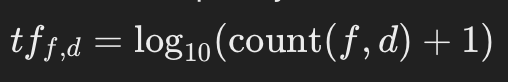 tf_{f,d} = log_{10}(count(f, d) + 1)